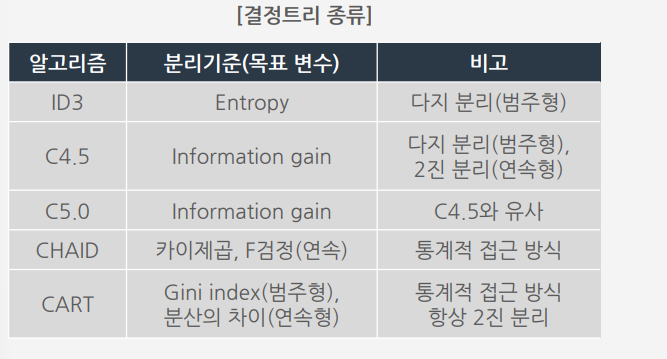 [결정트리 종류]
알고리즘 분리기준(목표 변수) 비고
ID3 Entropy 다지 분리(범주형)
C4.5 Information gain 다지 분리(범주형),
2진 분리(연속형)
C5.0 Information gain C4.5와 유사
CHAID 카이제곱, F검정(연속) 통계적 접근 방식
CART Gini index(범주형),
분산의 차이(연속형) 통계적 접근 방식
항상 2진 분리